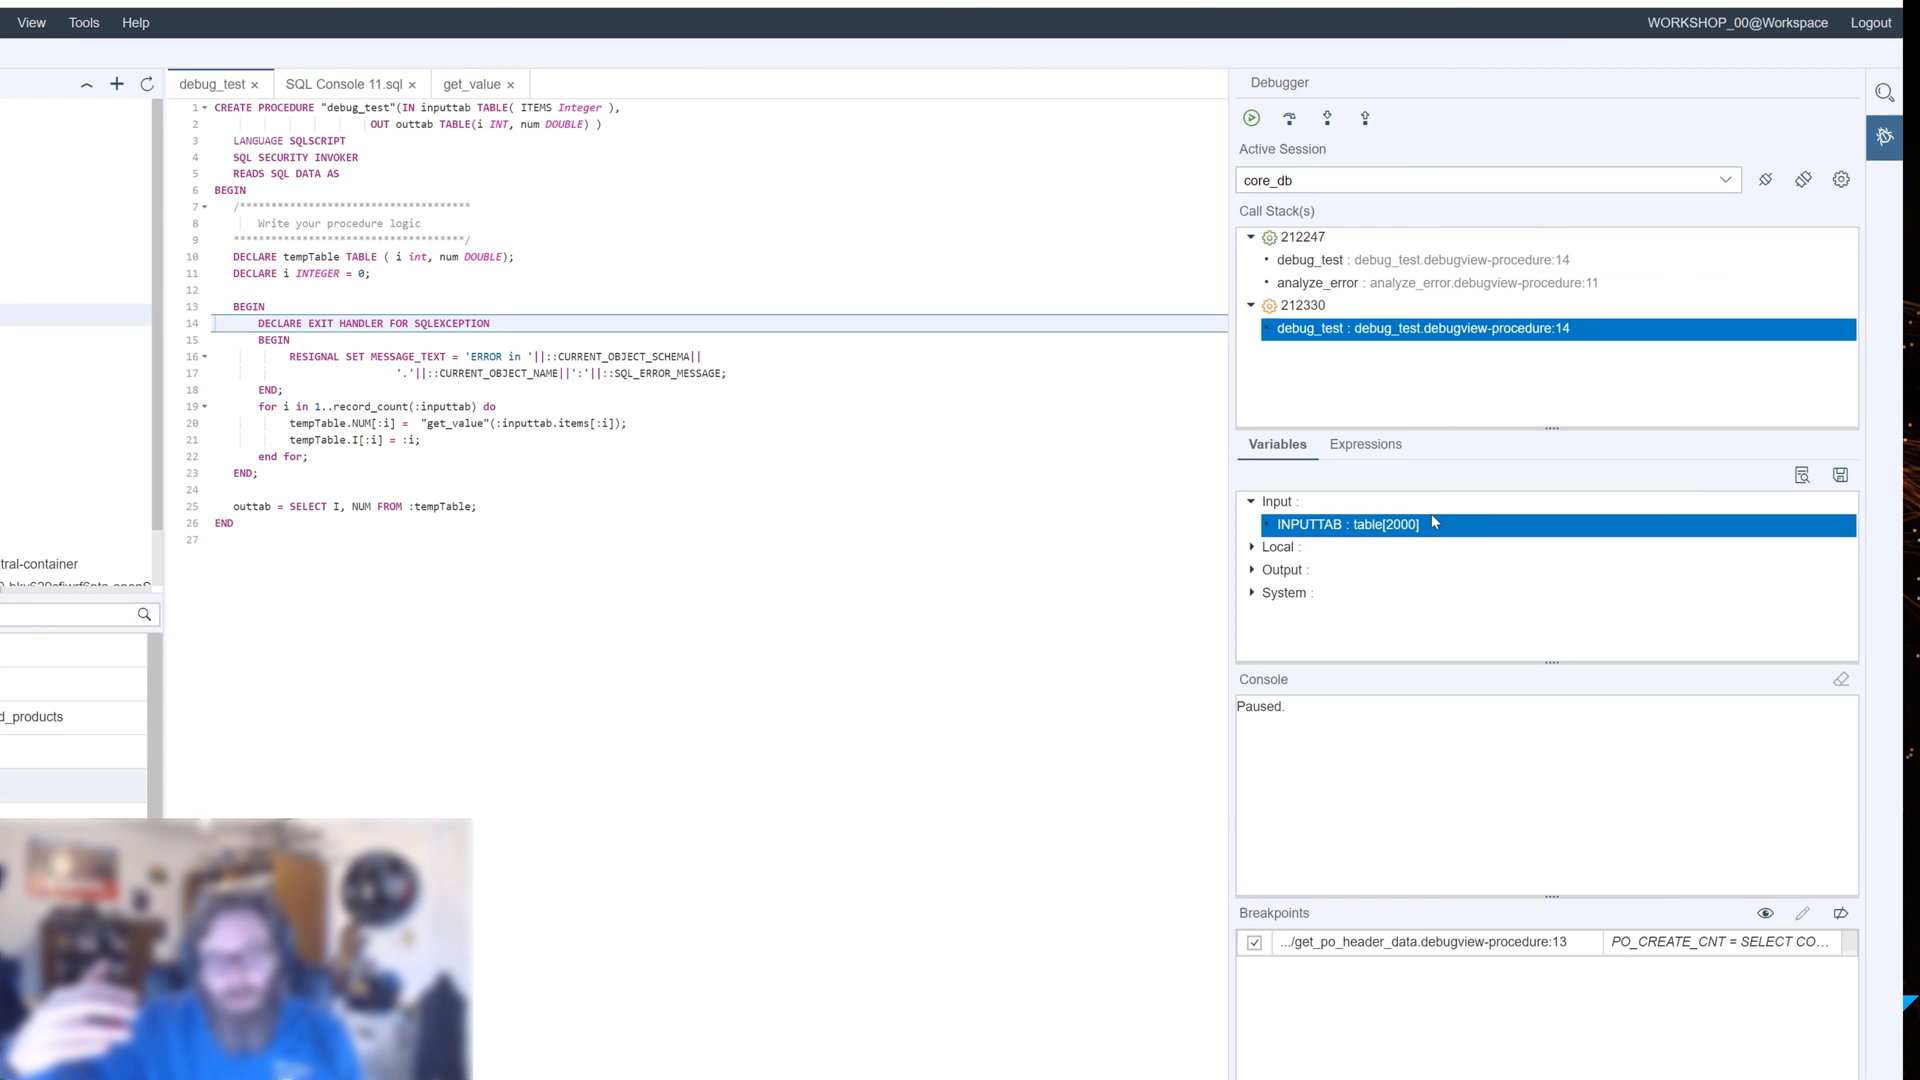 View Tools Help WORKSHOP_00@Workspace Logout
debug_test × SQL Console 11.sql × get_value ×
1 CREATE PROCEDURE "debug_test"(IN inputtab TABLE( ITEMS Integer ),
2 OUT outtab TABLE(i INT, num DOUBLE) )
3 LANGUAGE SQLSCRIPT
4 SQL SECURITY INVOKER
5 READS SQL DATA AS
6 BEGIN
7 /*************************************
8 Write your procedure logic
9 *************************************/
10 DECLARE tempTable TABLE ( i int, num DOUBLE);
11 DECLARE i INTEGER = 0;
12
13 BEGIN
14 DECLARE EXIT HANDLER FOR SQLEXCEPTION
15 BEGIN
16 RESIGNAL SET MESSAGE_TEXT = 'ERROR in '||::CURRENT_OBJECT_SCHEMA||
17 '.'||::CURRENT_OBJECT_NAME||':'||::SQL_ERROR_MESSAGE;
18 END;
19 for i in 1..record_count(:inputtab) do
20 tempTable.NUM[:i] = "get_value"(:inputtab.items[:i]);
21 tempTable.I[:i] = :i;
22 end for;
23 END;
24
25 outtab = SELECT I, NUM FROM :tempTable;
26 END
27
tral-container
d_products
Debugger
Active Session
core_db
Call Stack(s)
212247
debug_test : debug_test.debugview-procedure:14
analyze_error : analyze_error.debugview-procedure:11
212330
debug_test : debug_test.debugview-procedure:14
Variables Expressions
Input :
INPUTTAB : table[2000]
Local :
Output :
System :
Console
Paused.
Breakpoints
.../get_po_header_data.debugview-procedure:13 PO_CREATE_CNT = SELECT CO...